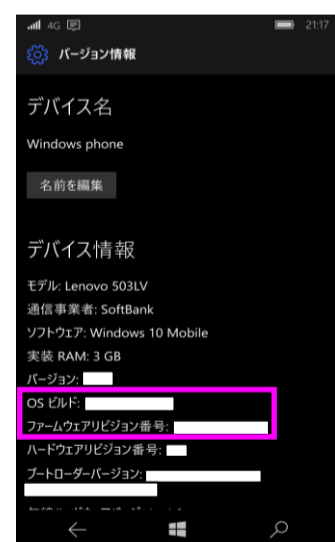 4G 21:17
バージョン情報
デバイス名
Windows phone
名前を編集
デバイス情報
モデル: Lenovo 503LV
通信事業者: SoftBank
ソフトウェア: Windows 10 Mobile
実装 RAM: 3 GB
バージョン:
OS ビルド:
ファームウェアリビジョン番号:
ハードウェアリビジョン番号:
ブートローダーバージョン: